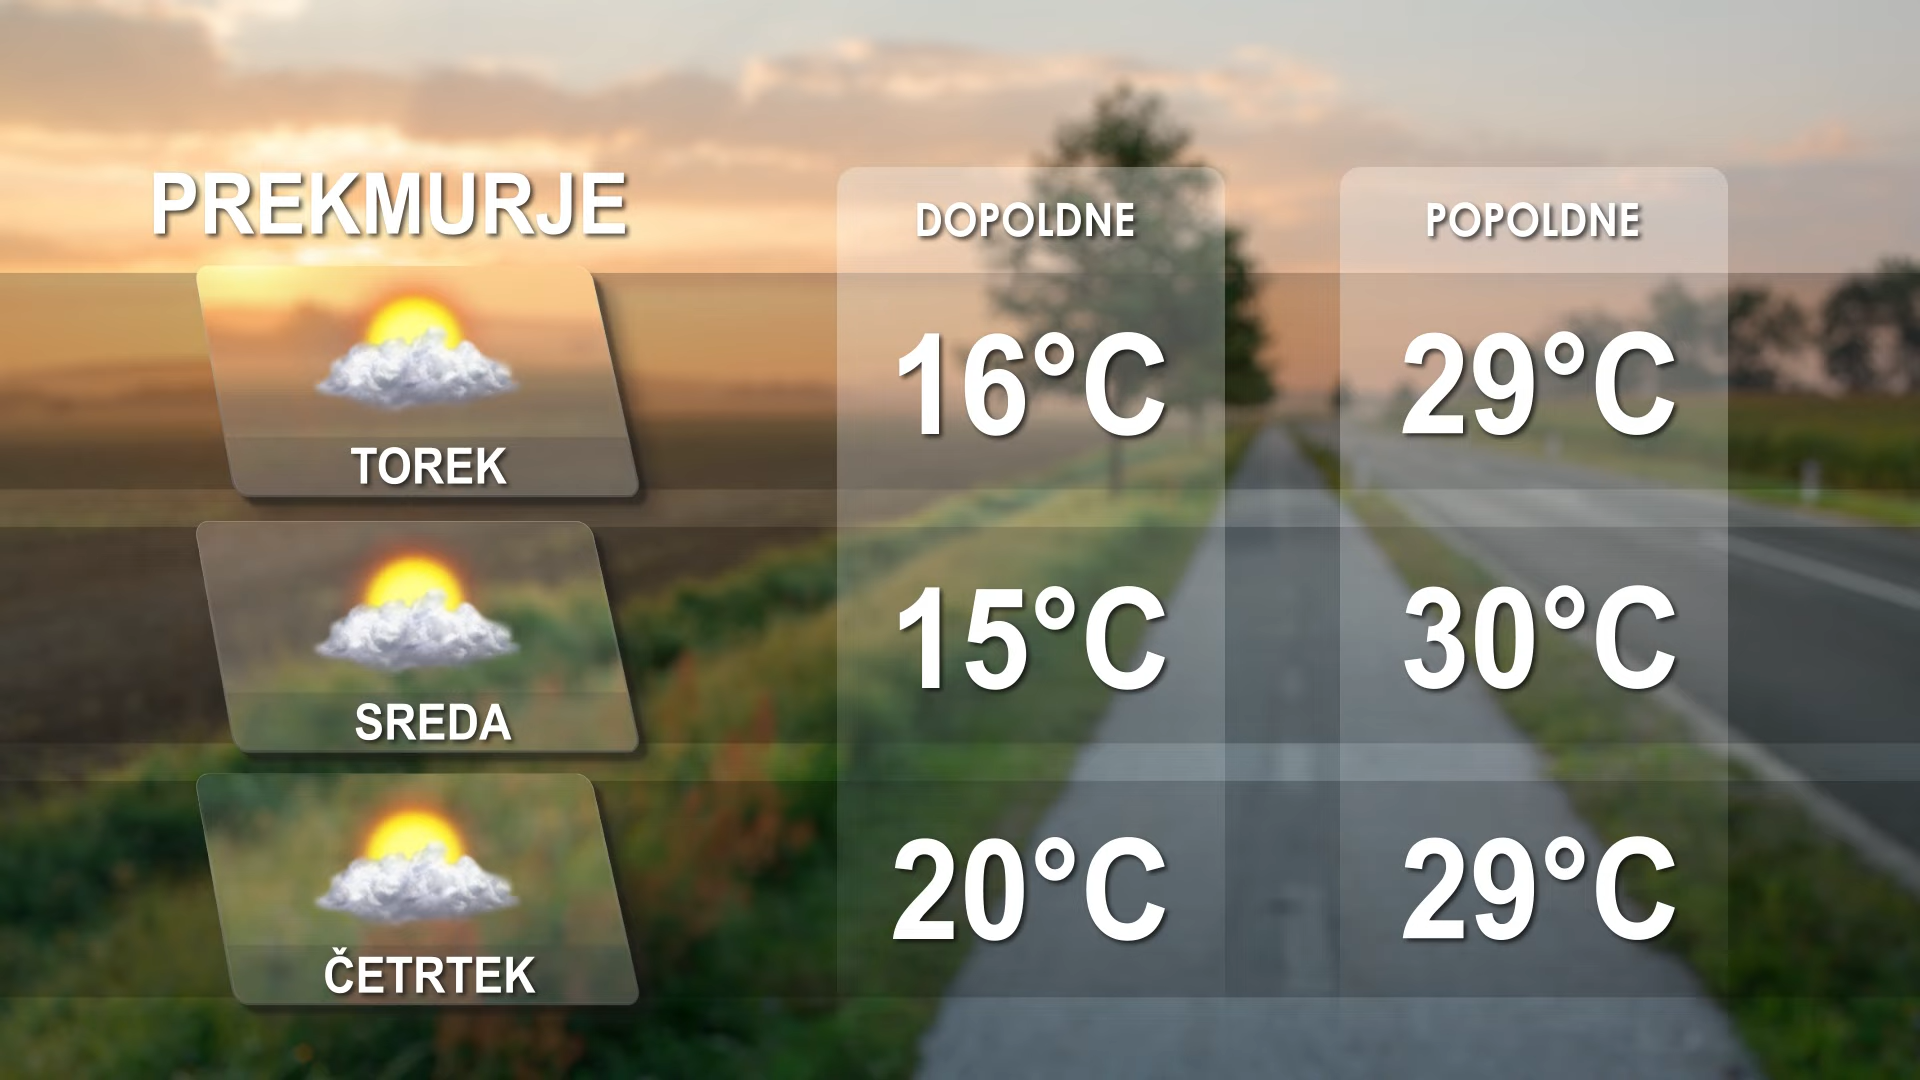 PREKMURJE
DOPOLDNE
POPOLDNE
TOREK
16°C
29°C
SREDA
15°C
30°C
ČETRTEK
20°C
29°C